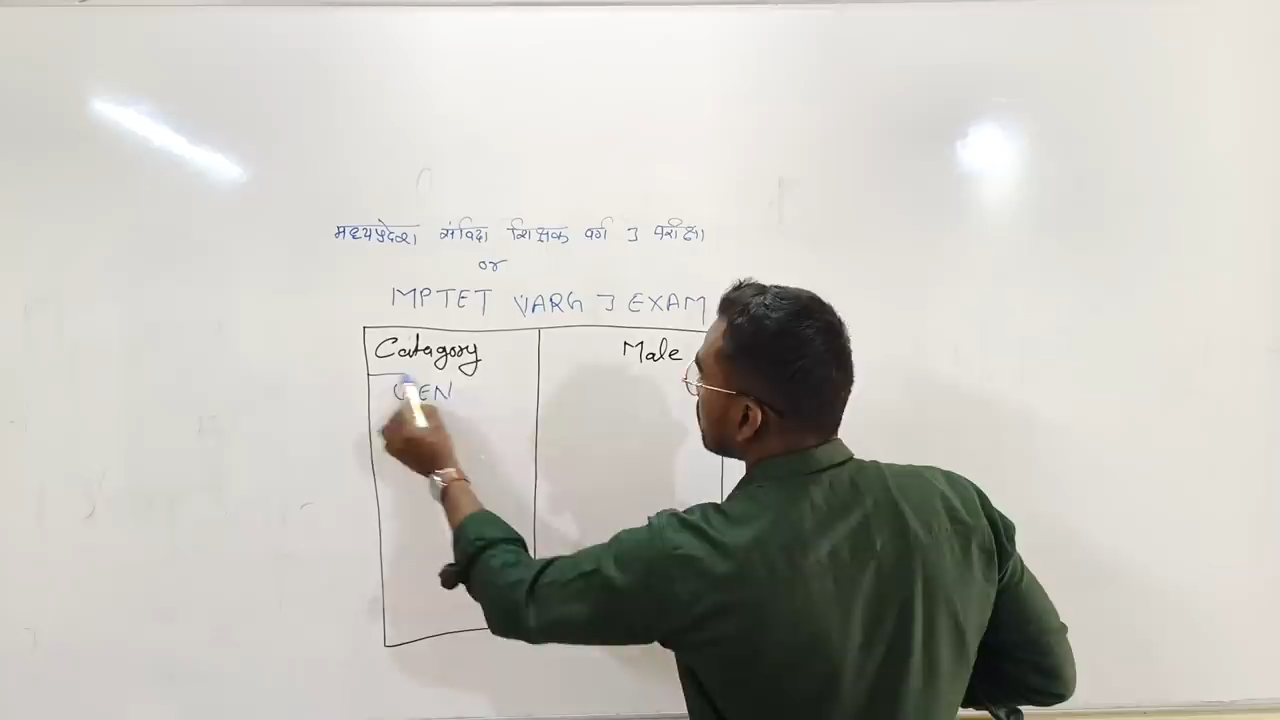 मध्यप्रदेश संविदा शिक्षक वर्ग 3 परीक्षा
or
MPTET VARG 3 EXAM
Catagory Male
GEN